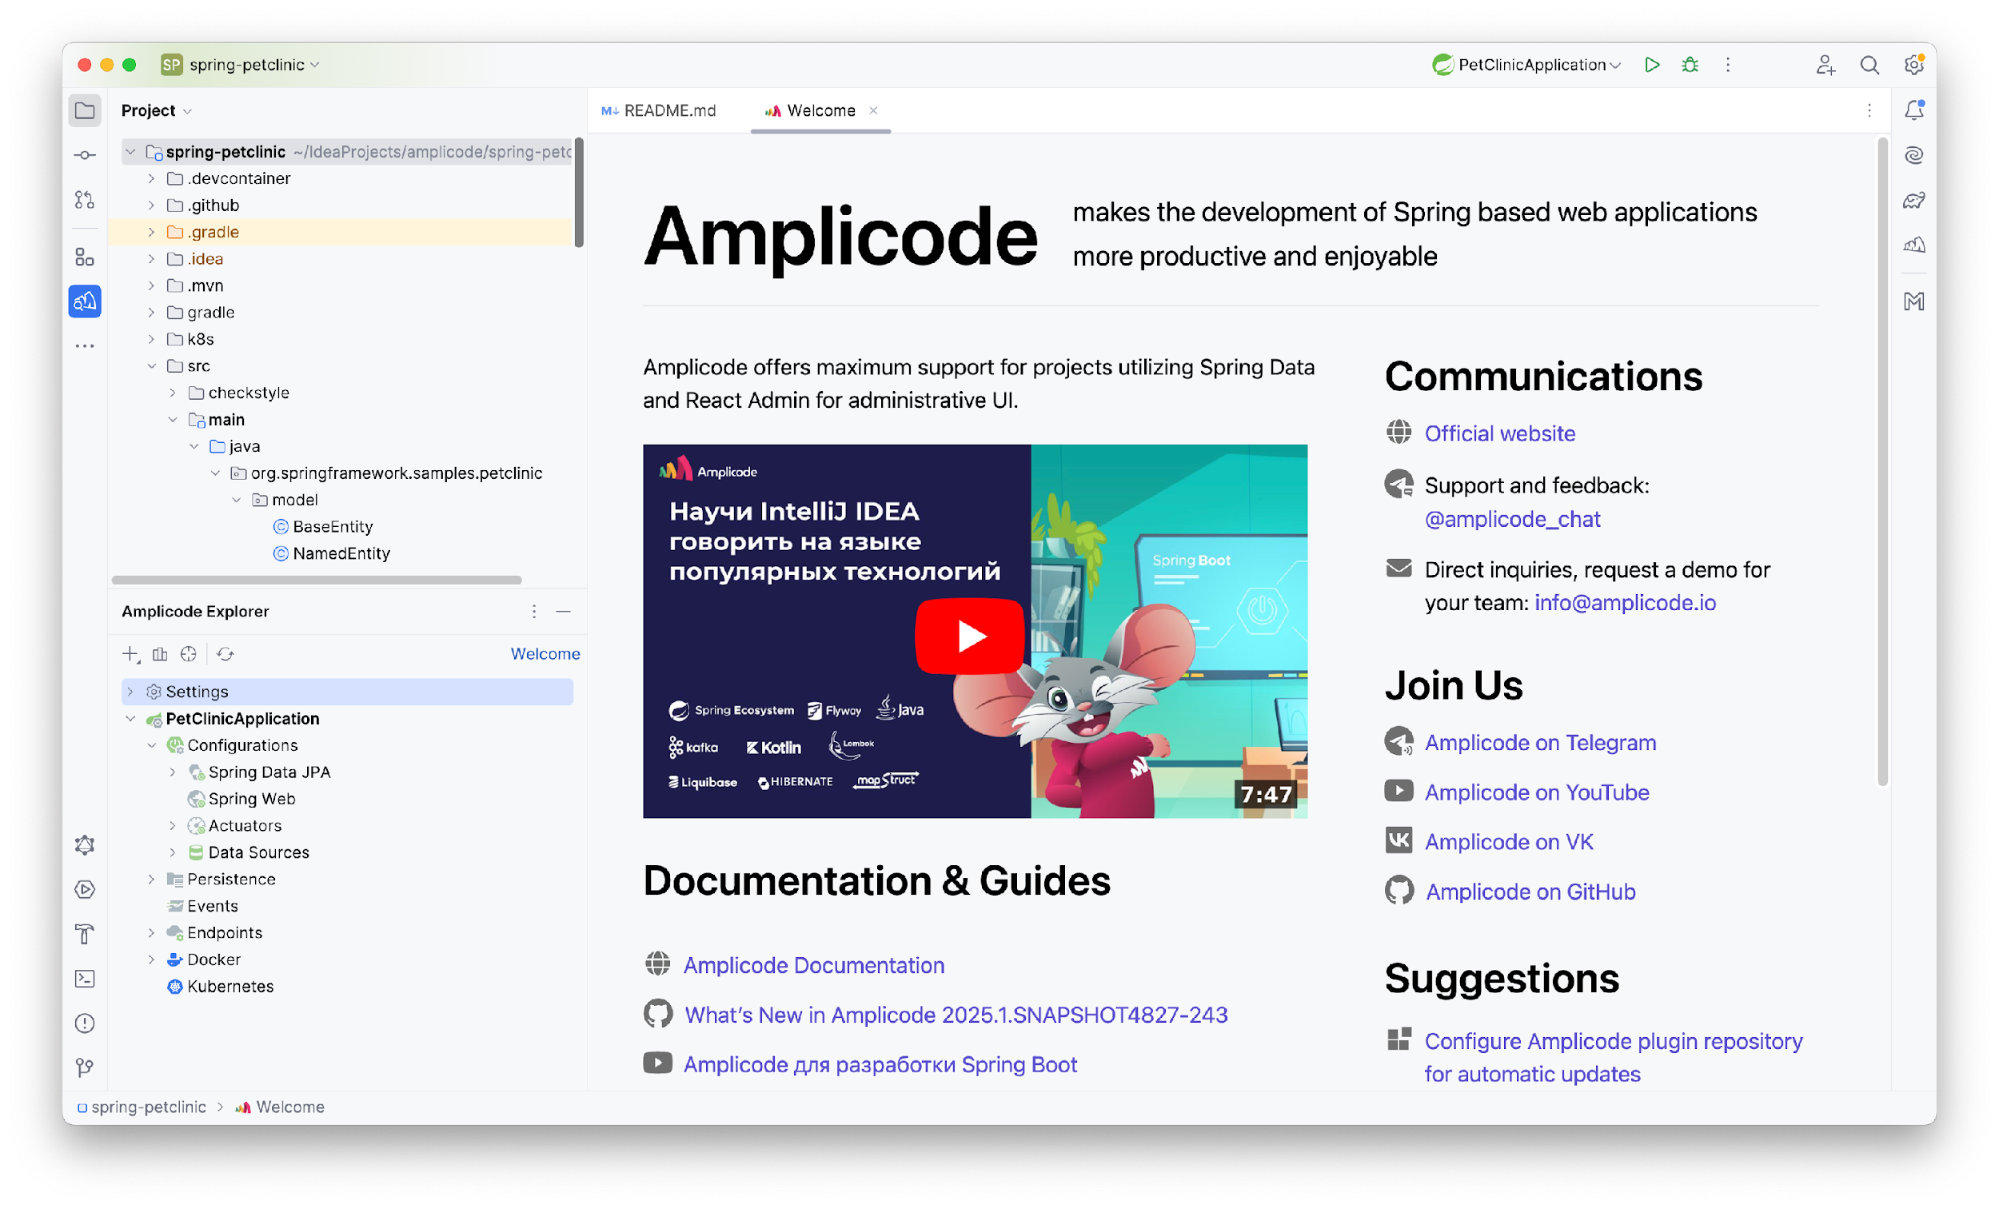 SP spring-petclinic
PetClinicApplication
Project
spring-petclinic ~/IdeaProjects/amplicode/spring-petc
.devcontainer
.github
.gradle
.idea
.mvn
gradle
k8s
src
checkstyle
main
java
org.springframework.samples.petclinic
model
BaseEntity
NamedEntity
Amplicode Explorer
Welcome
Settings
PetClinicApplication
Configurations
Spring Data JPA
Spring Web
Actuators
Data Sources
Persistence
Events
Endpoints
Docker
Kubernetes
README.md
Welcome
Amplicode
makes the development of Spring based web applications
more productive and enjoyable
Amplicode offers maximum support for projects utilizing Spring Data
and React Admin for administrative UI.
Amplicode
Научи IntelliJ IDEA
говорить на языке
популярных технологий
Spring Boot
Spring Ecosystem Flyway Java
kafka Kotlin Lombok
Liquibase HIBERNATE map Struct
7:47
Documentation & Guides
Amplicode Documentation
What's New in Amplicode 2025.1.SNAPSHOT4827-243
Amplicode для разработки Spring Boot
Communications
Official website
Support and feedback:
@amplicode_chat
Direct inquiries, request a demo for
your team: info@amplicode.io
Join Us
Amplicode on Telegram
Amplicode on YouTube
Amplicode on VK
Amplicode on GitHub
Suggestions
Configure Amplicode plugin repository
for automatic updates
spring-petclinic > Welcome